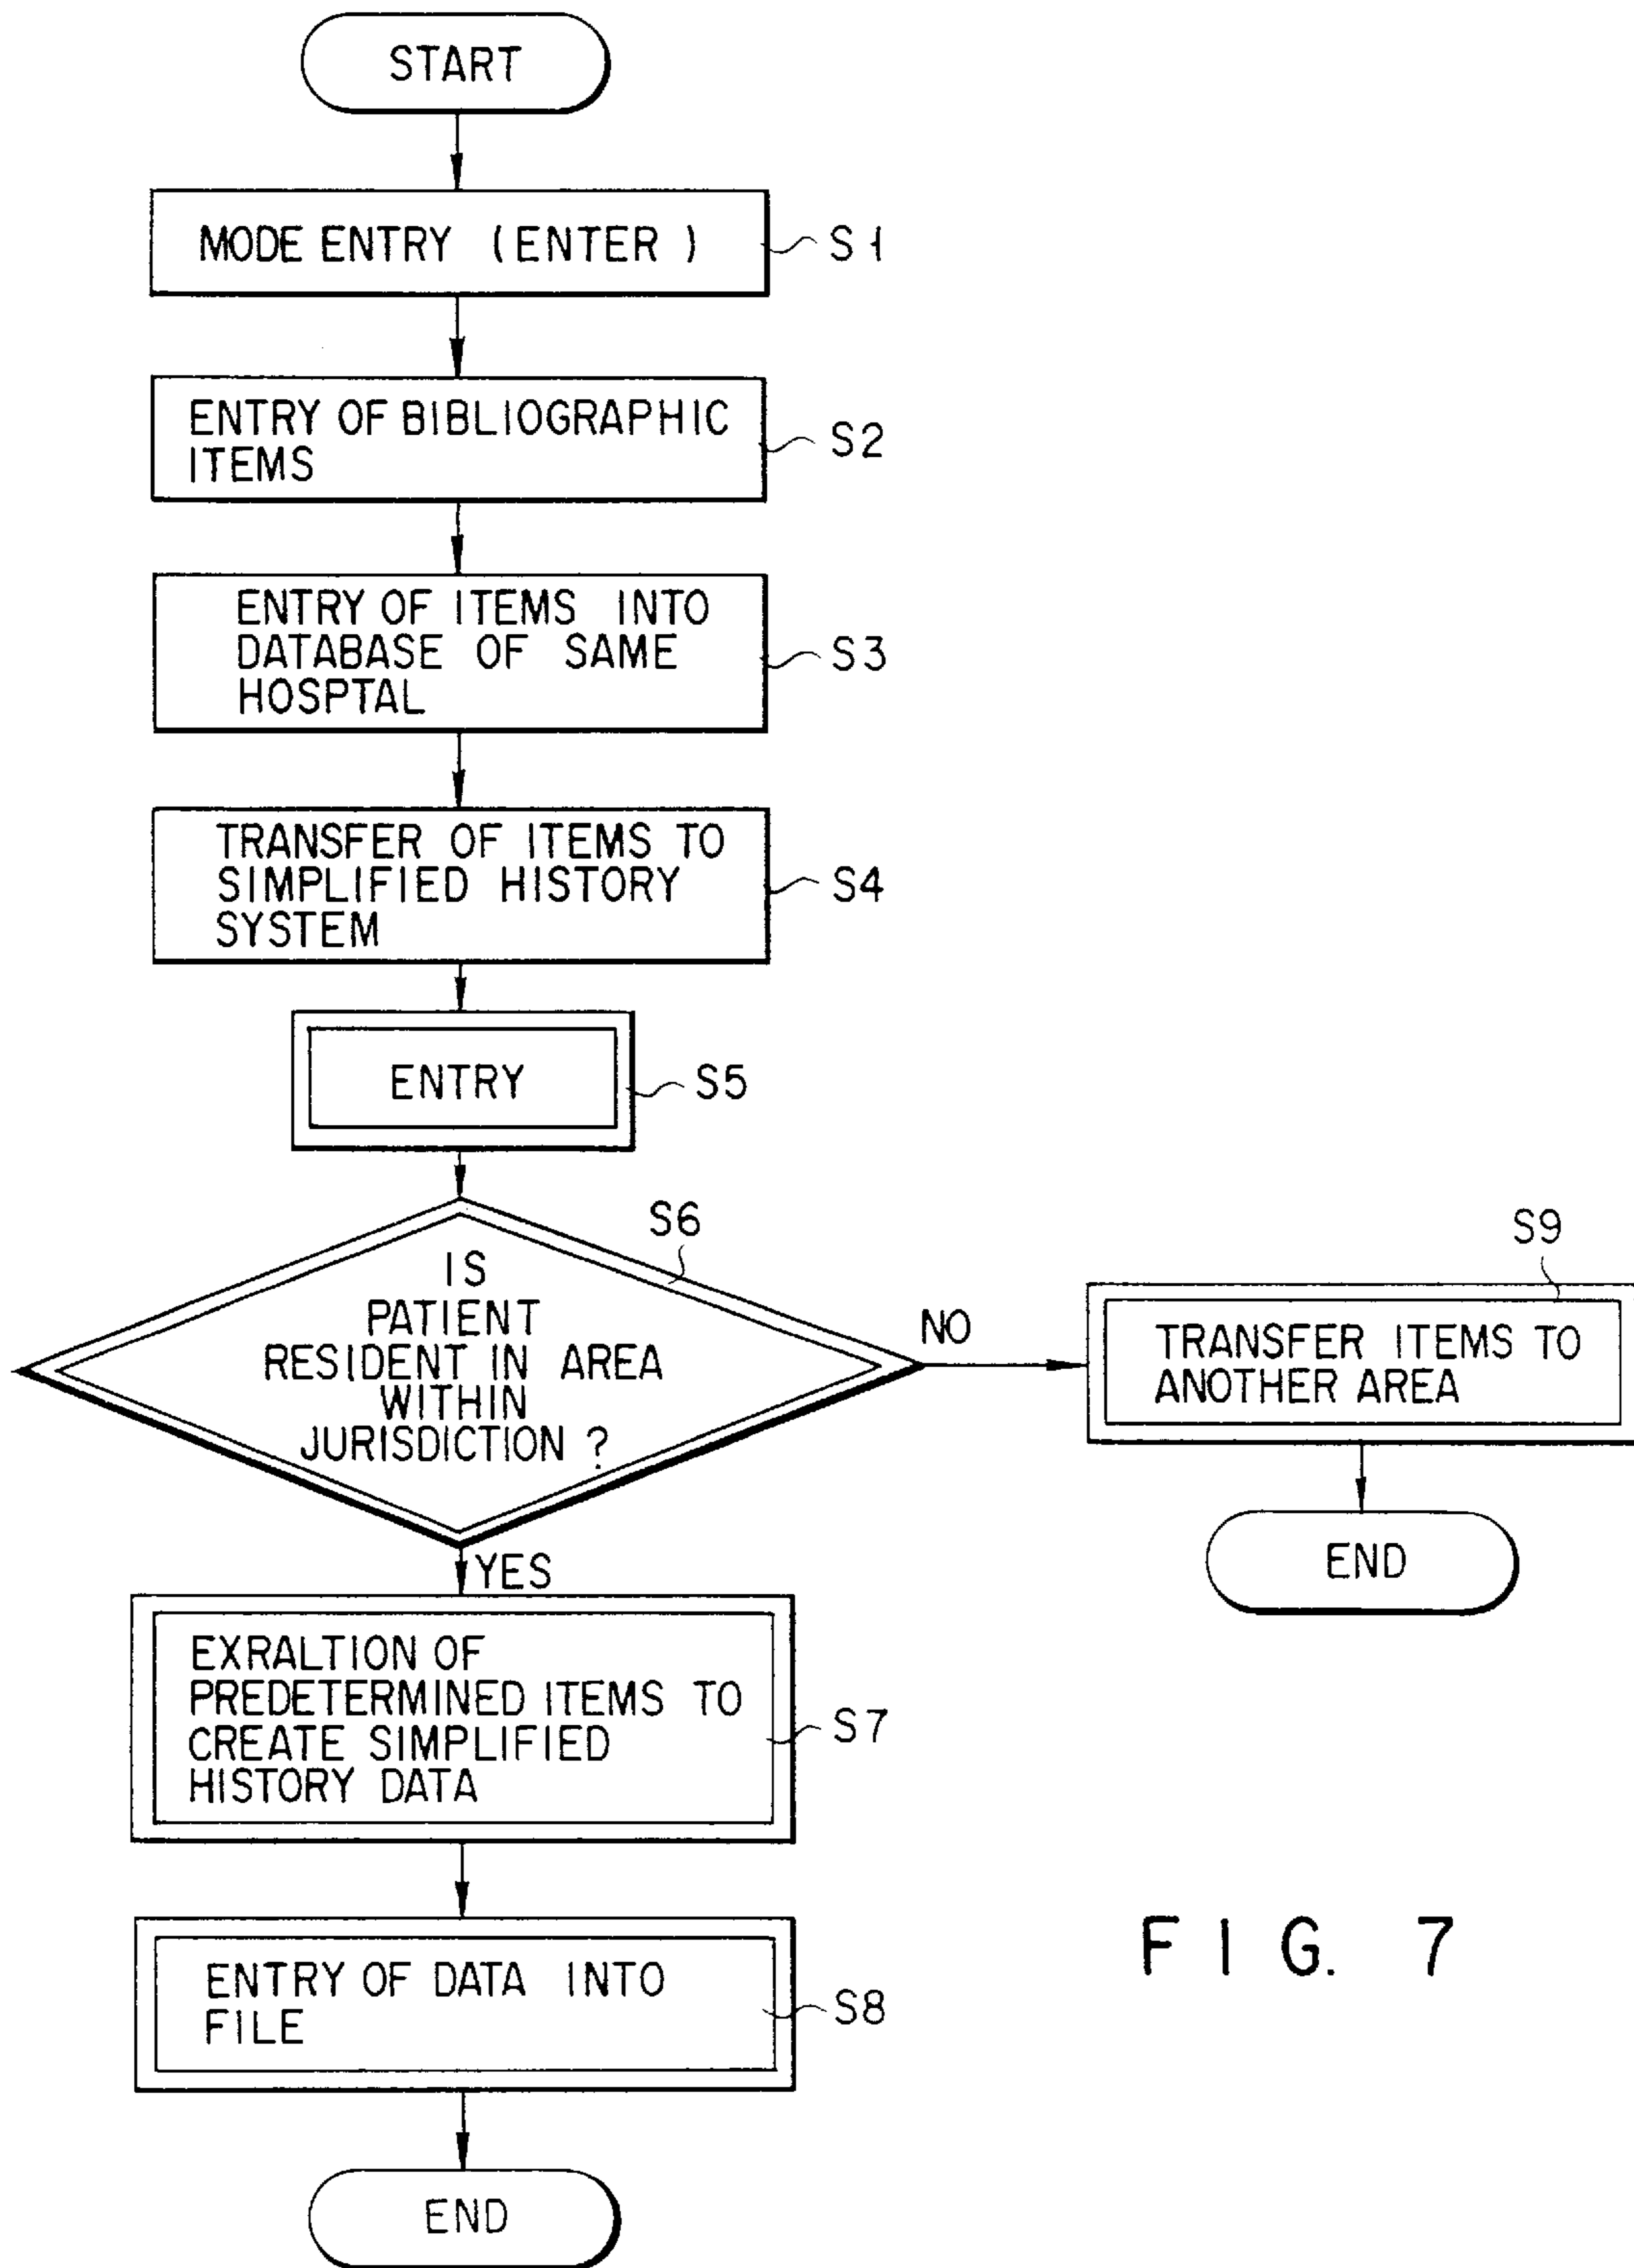 START
MODE ENTRY (ENTER)
S1
ENTRY OF BIBLIOGRAPHIC
ITEMS
S2
ENTRY OF ITEMS INTO
DATABASE OF SAME
HOSPTAL
S3
TRANSFER OF ITEMS TO
SIMPLIFIED HISTORY
SYSTEM
S4
ENTRY
S5
S6
IS
PATIENT
RESIDENT IN AREA
WITHIN
JURISDICTION ?
NO
S9
TRANSFER ITEMS TO
ANOTHER AREA
END
YES
EXRALTION OF
PREDETERMINED ITEMS TO
CREATE SIMPLIFIED
HISTORY DATA
S7
ENTRY OF DATA INTO
FILE
S8
END
FIG. 7